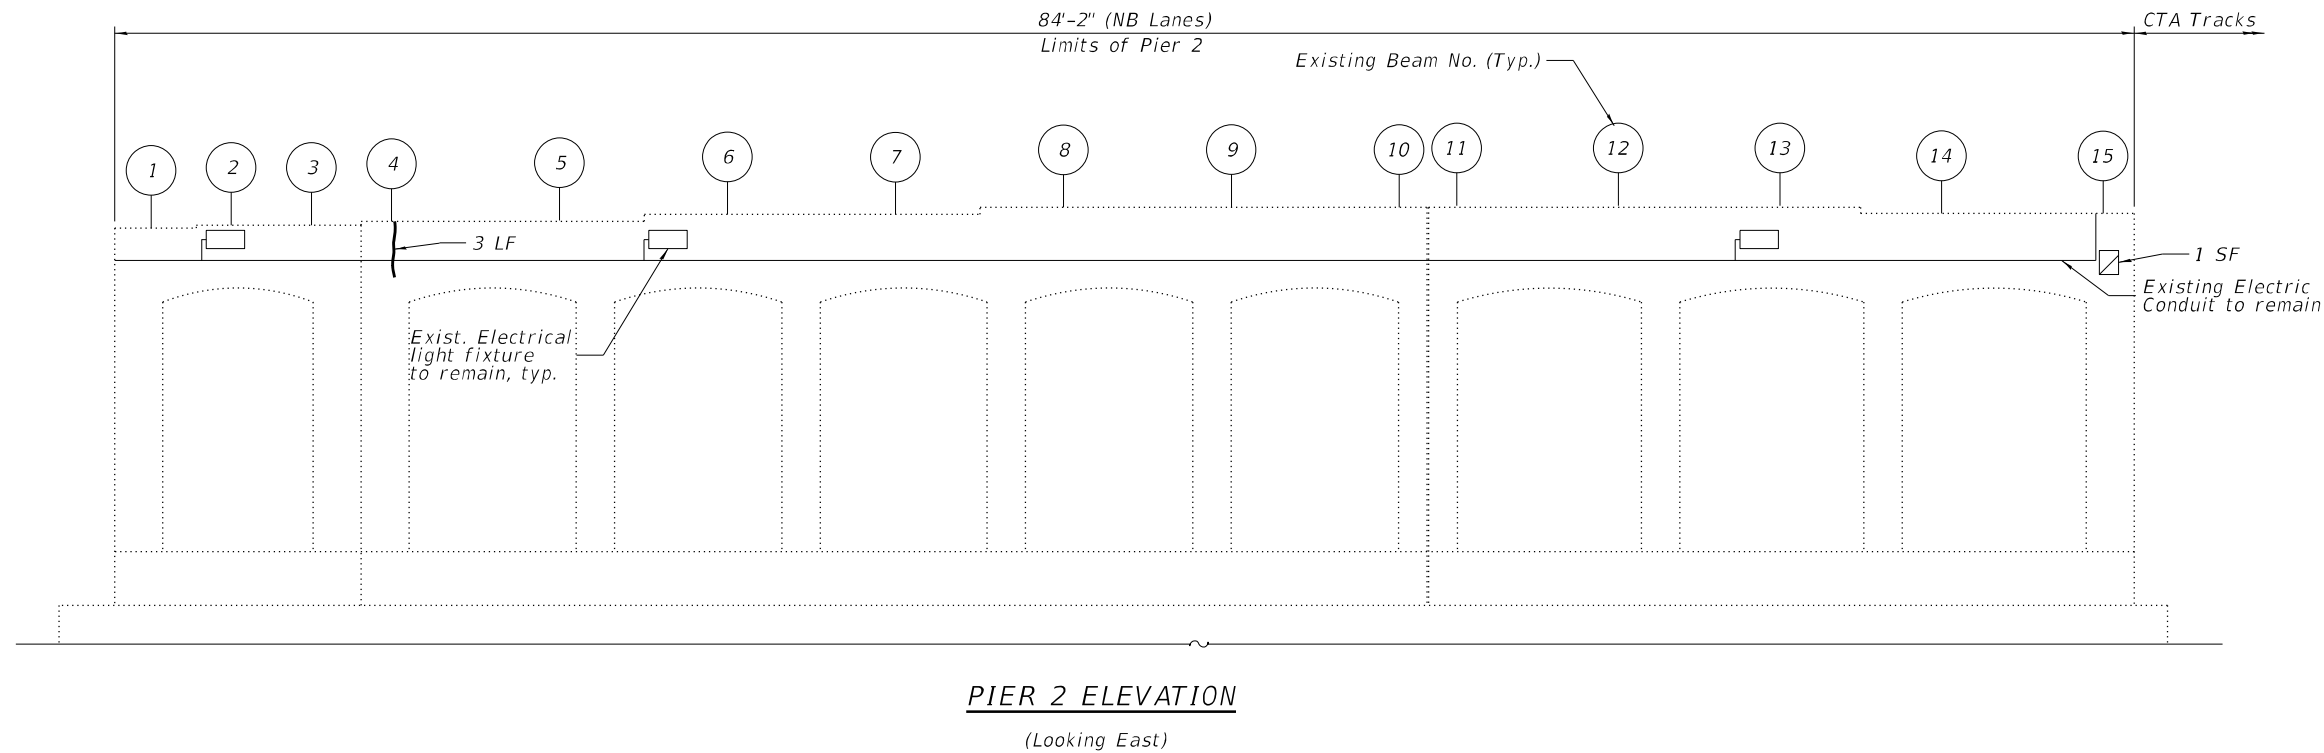 84'-2" (NB Lanes)
Limits of Pier 2
CTA Tracks
Existing Beam No. (Typ.)
1
2
3
4
5
6
7
8
9
10
11
12
13
14
15
3 LF
1 SF
Existing Electric
Conduit to remain
Exist. Electrical
light fixture
to remain, typ.
PIER 2 ELEVATION
(Looking East)